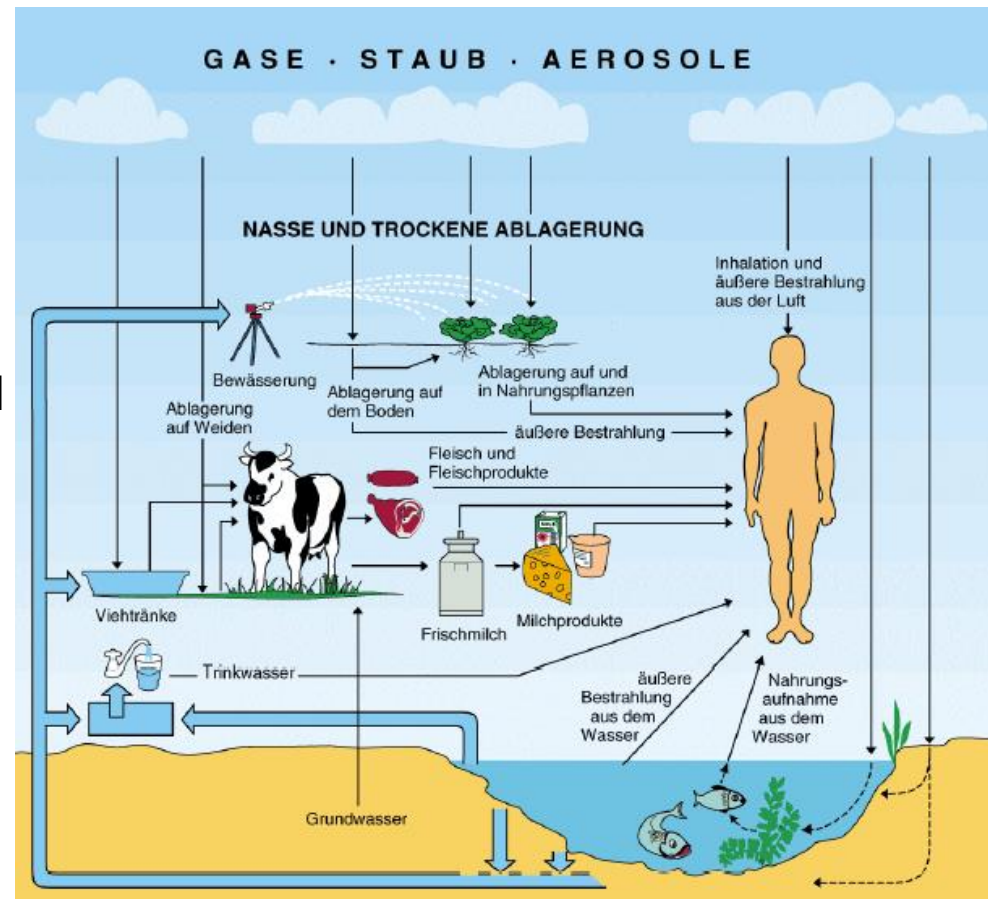 GASE · STAUB · AEROSOLE
NASSE UND TROCKENE ABLAGERUNG
Inhalation und
äußere Bestrahlung
aus der Luft
Bewässerung
Ablagerung auf
dem Boden
Ablagerung auf und
in Nahrungspflanzen
Ablagerung
auf Weiden
äußere Bestrahlung
Fleisch und
Fleischprodukte
Viehtränke
Frischmilch
Milchprodukte
Trinkwasser
äußere
Bestrahlung
aus dem
Wasser
Nahrungs-
aufnahme
aus dem
Wasser
Grundwasser